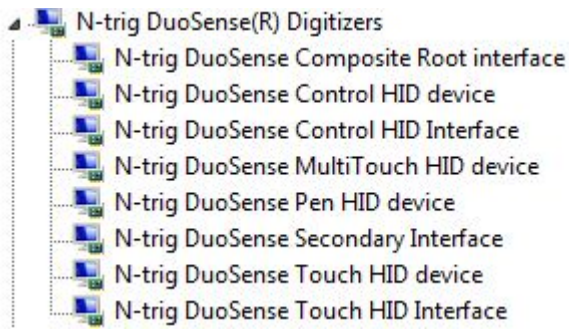 N-trig DuoSense(R) Digitizers
N-trig DuoSense Composite Root interface
N-trig DuoSense Control HID device
N-trig DuoSense Control HID Interface
N-trig DuoSense MultiTouch HID device
N-trig DuoSense Pen HID device
N-trig DuoSense Secondary Interface
N-trig DuoSense Touch HID device
N-trig DuoSense Touch HID Interface